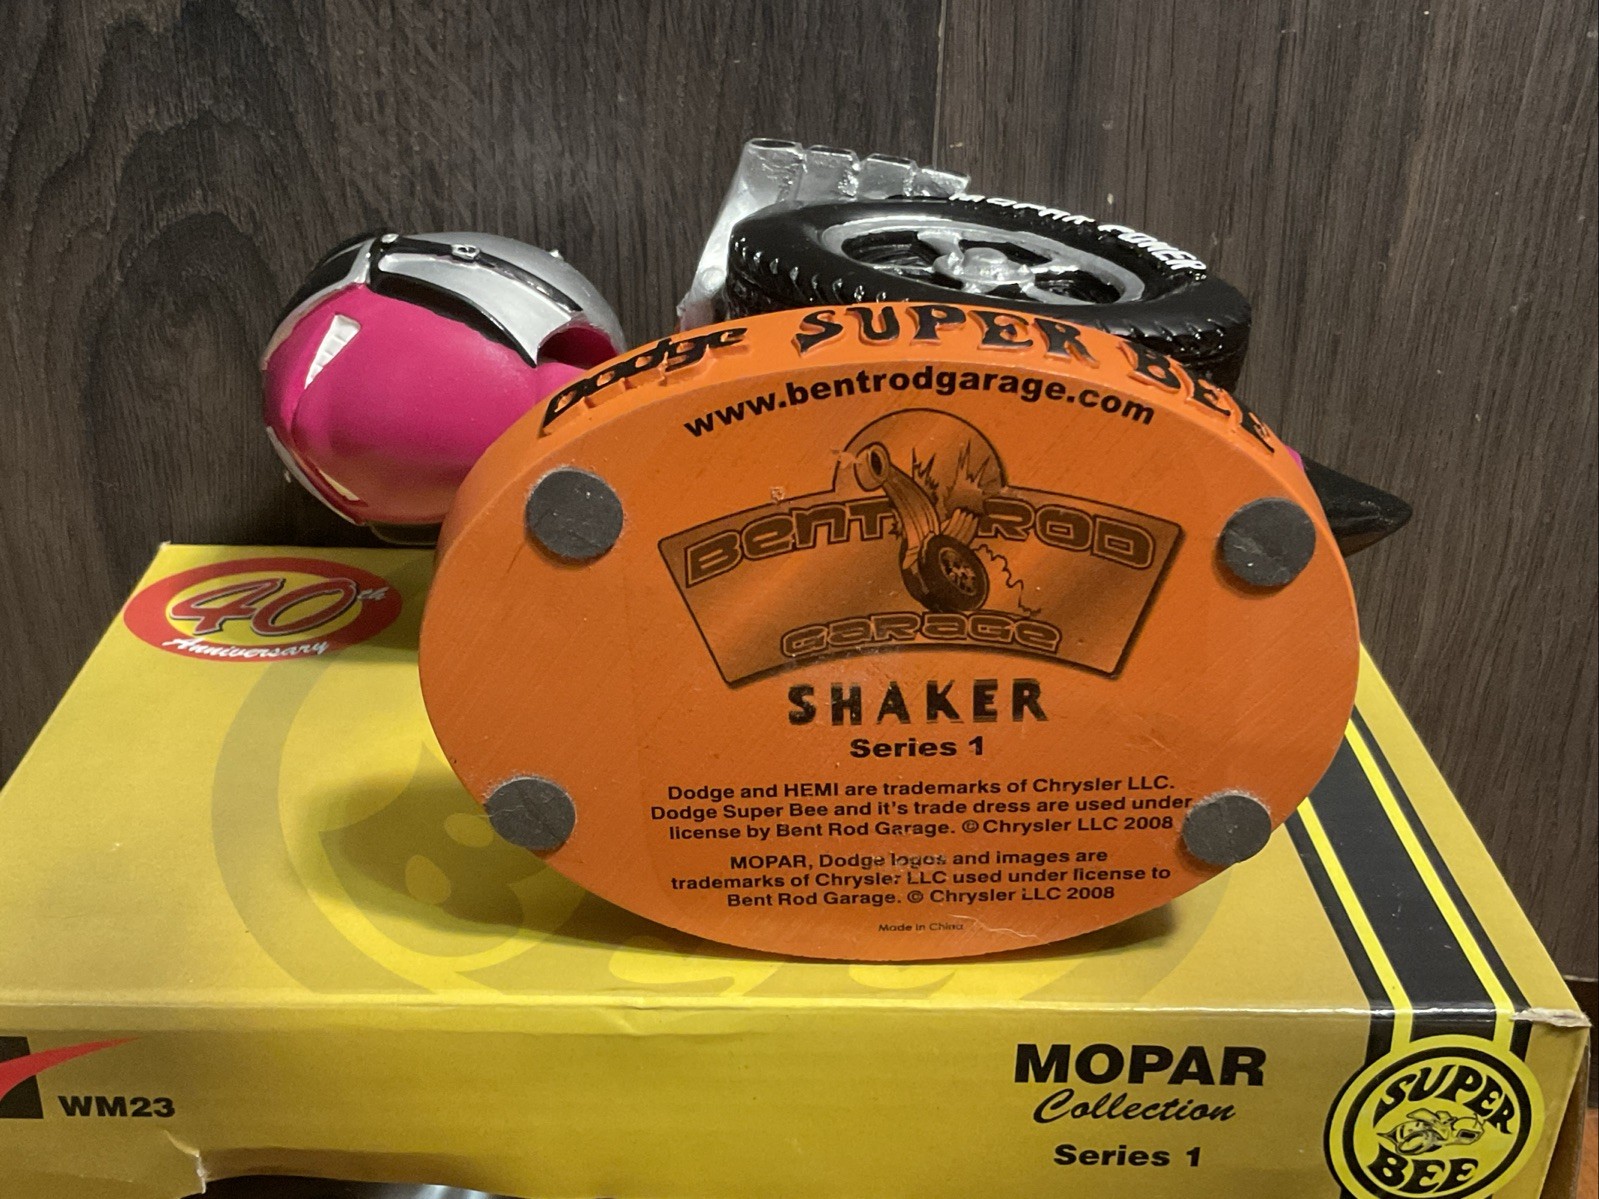 MOPAR POWER
Dodge SUPER BEE
www.bentrodgarage.com
BENT ROD
GARAGE
SHAKER
Series 1
Dodge and HEMI are trademarks of Chrysler LLC.
Dodge Super Bee and it's trade dress are used under
license by Bent Rod Garage. © Chrysler LLC 2008
MOPAR, Dodge logos and images are
trademarks of Chrysler LLC used under license to
Bent Rod Garage. © Chrysler LLC 2008
Made in China
40th
Anniversary
WM23
MOPAR
Collection
Series 1
SUPER
BEE